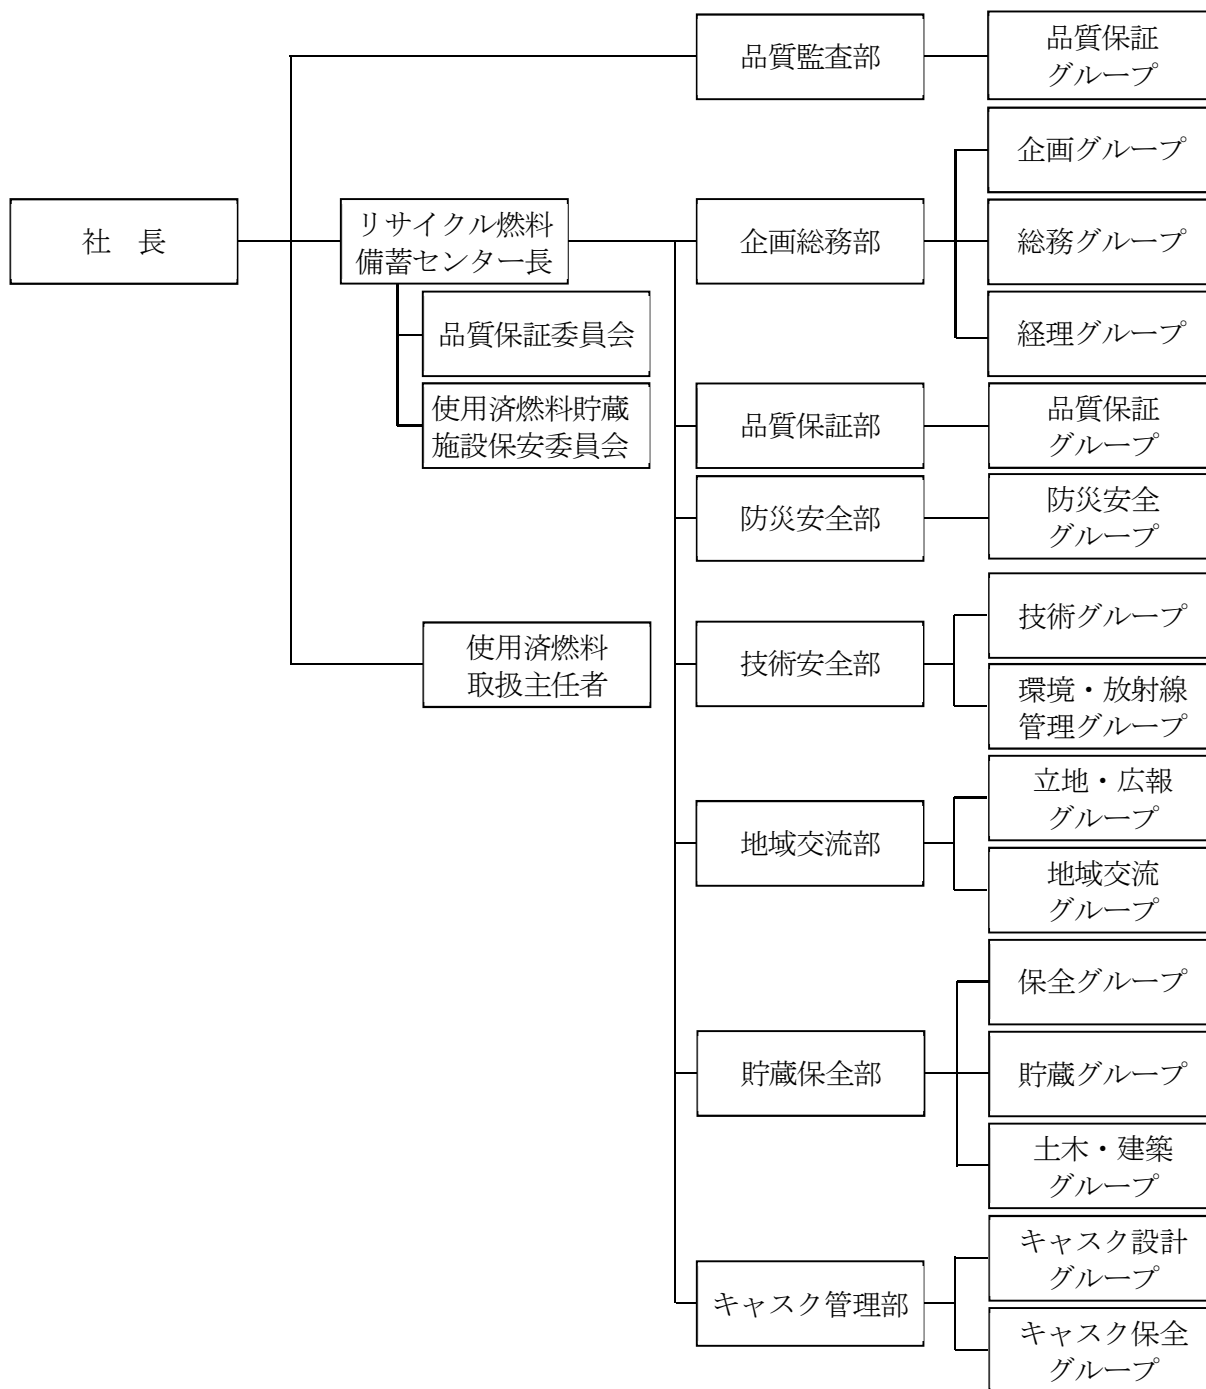 品質監査部
品質保証
グループ
社　長
リサイクル燃料
備蓄センター長
品質保証委員会
使用済燃料貯蔵
施設保安委員会
使用済燃料
取扱主任者
企画総務部
企画グループ
総務グループ
経理グループ
品質保証部
品質保証
グループ
防災安全部
防災安全
グループ
技術安全部
技術グループ
環境・放射線
管理グループ
地域交流部
立地・広報
グループ
地域交流
グループ
貯蔵保全部
保全グループ
貯蔵グループ
土木・建築
グループ
キャスク管理部
キャスク設計
グループ
キャスク保全
グループ